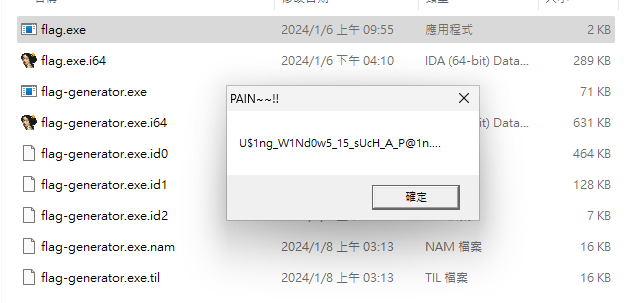 flag.exe 2024/1/6 上午 09:55 應用程式 2 KB
flag.exe.i64 2024/1/6 下午 04:10 IDA (64-bit) Data... 289 KB
flag-generator.exe 71 KB
flag-generator.exe.i64 bit) Data... 631 KB
flag-generator.exe.id0 464 KB
flag-generator.exe.id1 128 KB
flag-generator.exe.id2 7 KB
flag-generator.exe.nam 2024/1/8 上午 03:13 NAM 檔案 16 KB
flag-generator.exe.til 2024/1/8 上午 03:13 TIL 檔案 16 KB
PAIN~~!!
U$1ng_W1Nd0w5_15_sUcH_A_P@1n....
確定